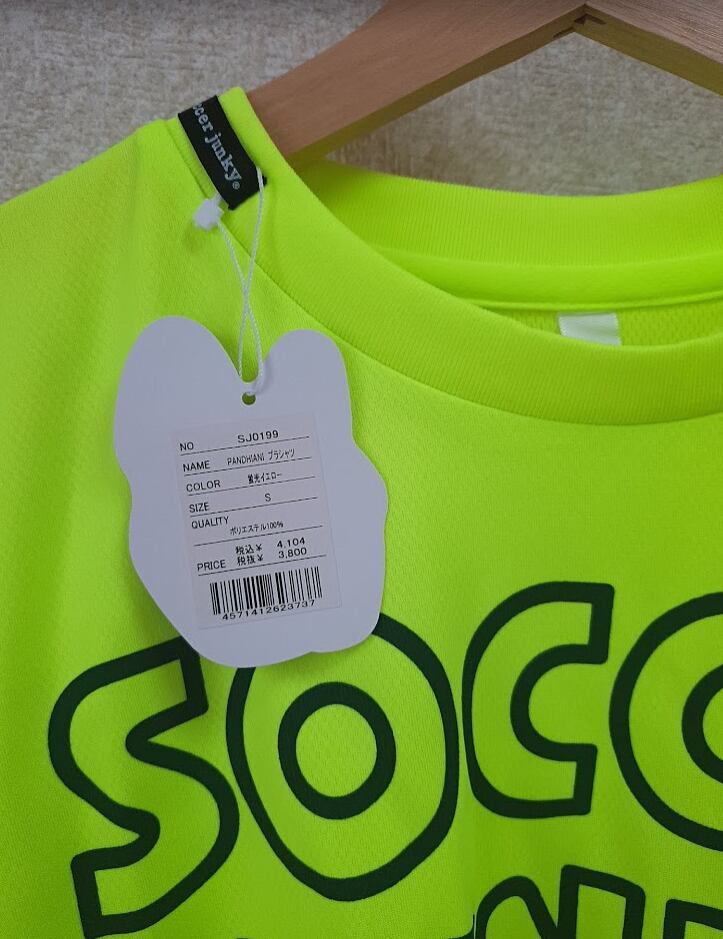 ccer junky®
NO SJ0199
NAME PANDHIANI プラシャツ
COLOR 蛍光イエロー
SIZE S
QUALITY
ポリエステル100%
税込¥ 4,104
PRICE 税抜¥ 3,800
4571412623737
SOCC